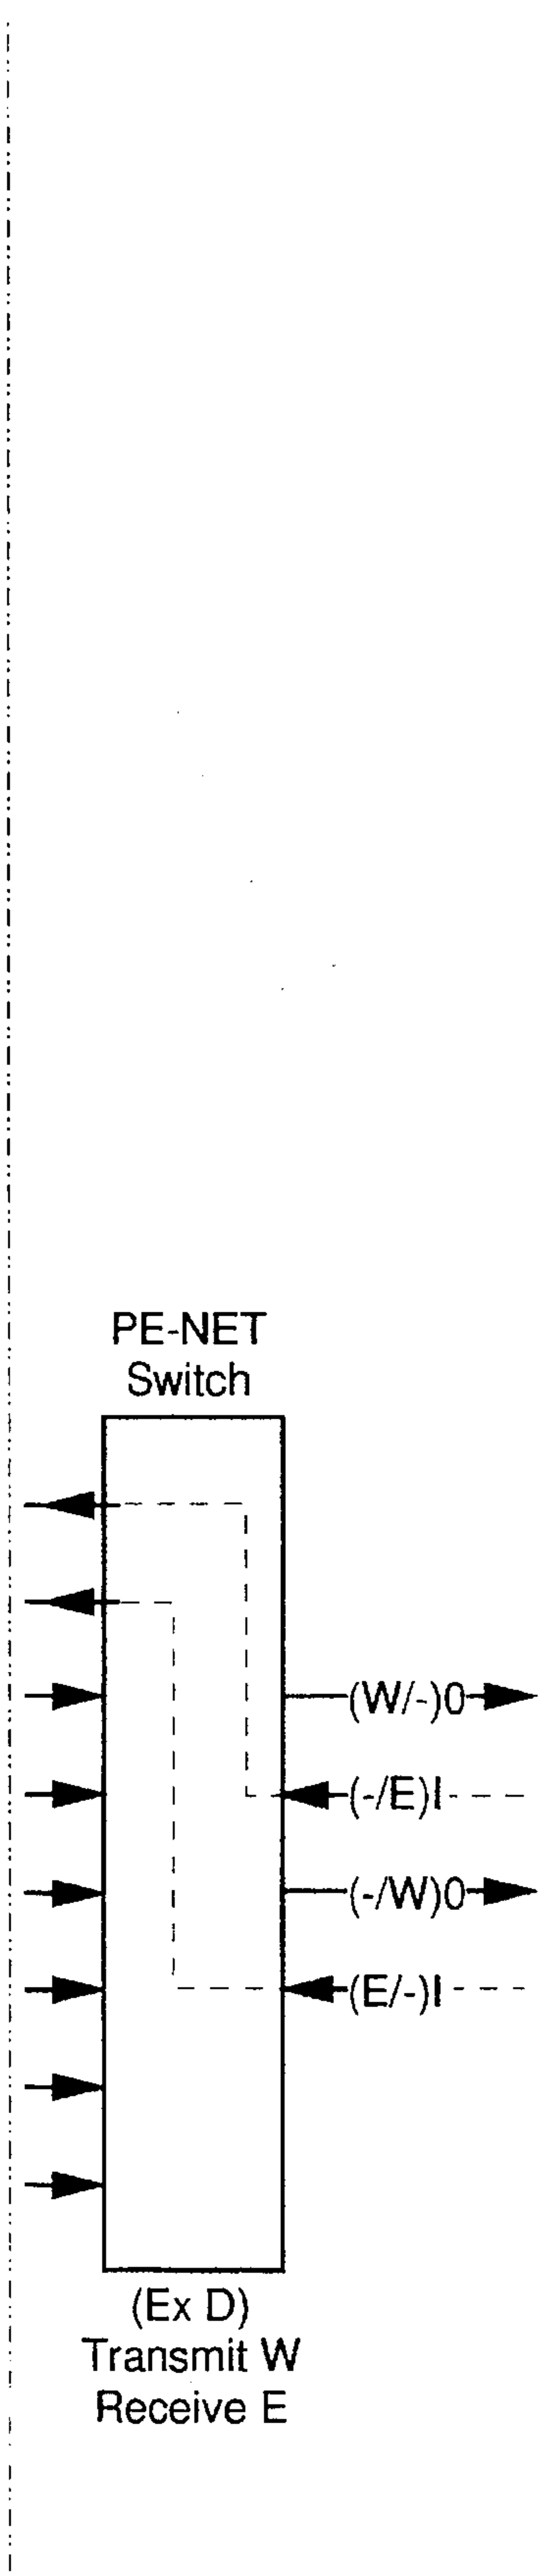 PE-NET
Switch
(W/-)0
(-/E)I
(-/W)0
(E/-)I
(Ex D)
Transmit W
Receive E